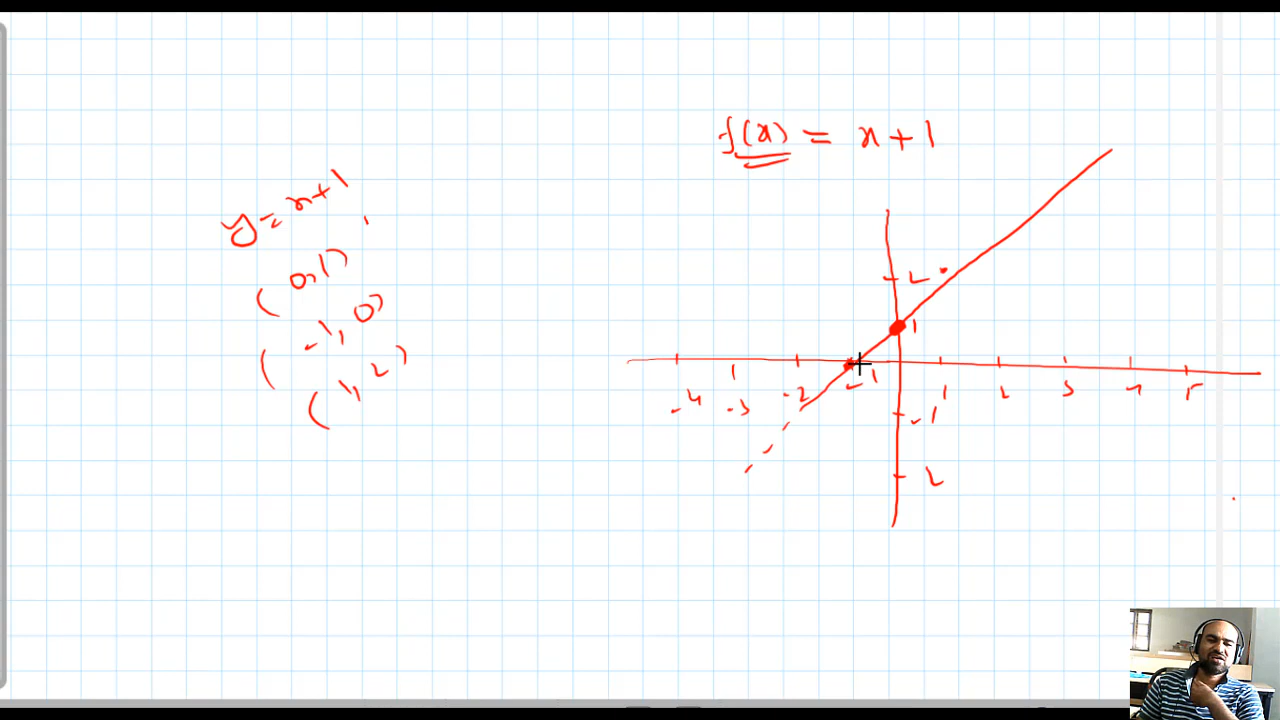 f(x) = x+1
y = x+1
(0,1)
(-1, 0)
(1, 2)
2
1
-4 -3 -2 -1 1 2 3 4 5
-1
2